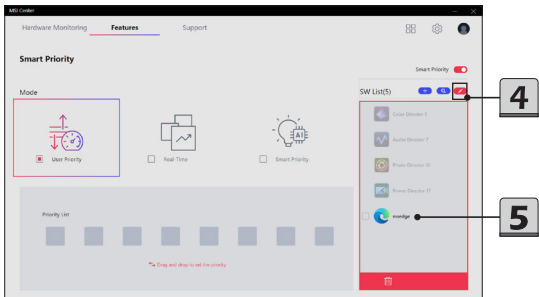 MSI Center
Hardware Monitoring
Features
Support
Smart Priority
Smart Priority
Mode
SW List(5)
4
Color Director 1
Audio Director 7
Photo Director 10
Power Director 17
User Priority
Real Time
Smart Priority
msedge
5
Priority List
Drag and drop to set the priority